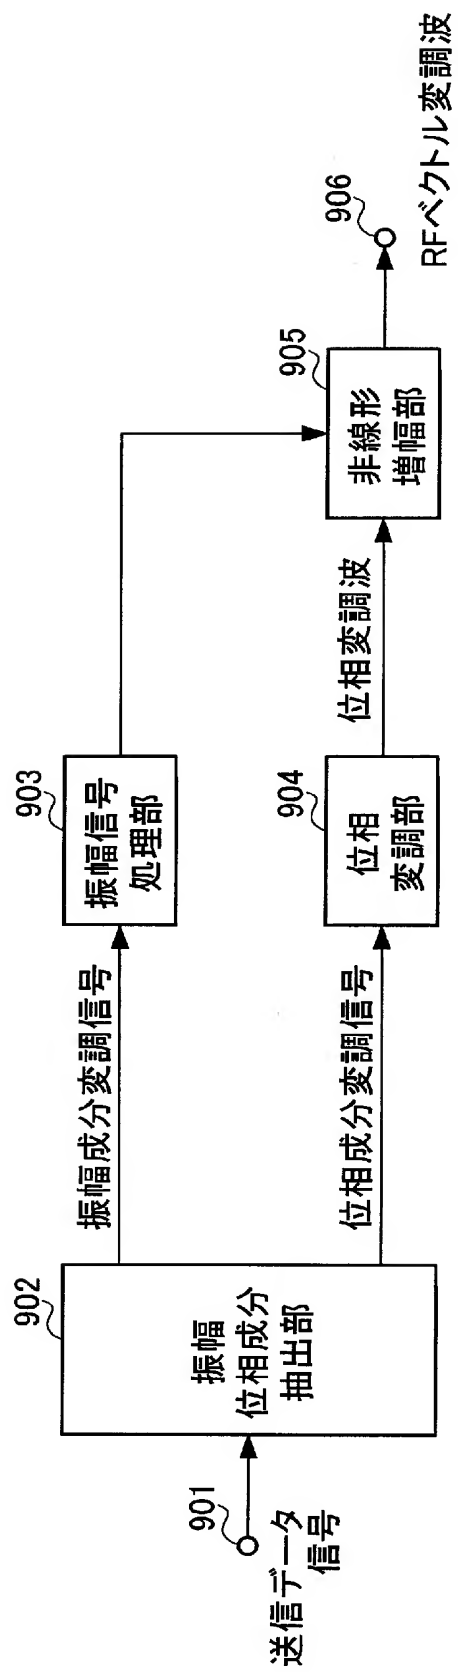 901
送信データ
信号
902
振幅
位相成分
抽出部
振幅成分変調信号
903
振幅信号
処理部
位相成分変調信号
904
位相
変調部
位相変調波
905
非線形
増幅部
906
RFベクトル変調波